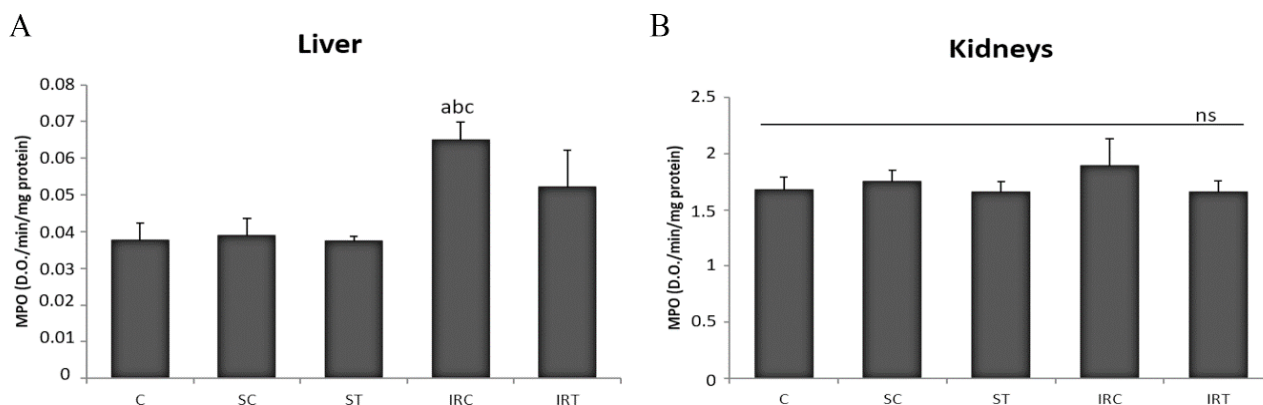 A
Liver
MPO (D.O./min/mg protein)
0.08
0.07
0.06
0.05
0.04
0.03
0.02
0.01
0
abc
C SC ST IRC IRT
B
Kidneys
MPO (D.O./min/mg protein)
2.5
2
1.5
1
0.5
0
ns
C SC ST IRC IRT